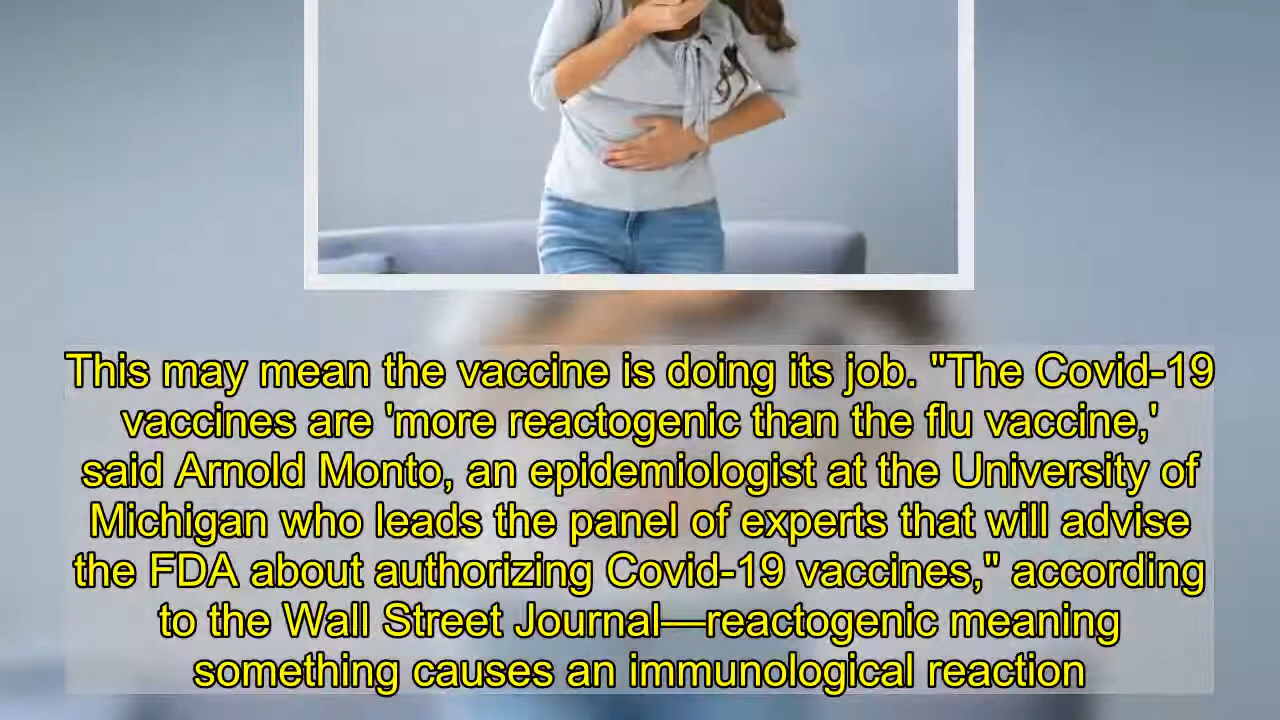 This may mean the vaccine is doing its job. "The Covid-19
vaccines are 'more reactogenic than the flu vaccine,'
said Arnold Monto, an epidemiologist at the University of
Michigan who leads the panel of experts that will advise
the FDA about authorizing Covid-19 vaccines," according
to the Wall Street Journal—reactogenic meaning
something causes an immunological reaction